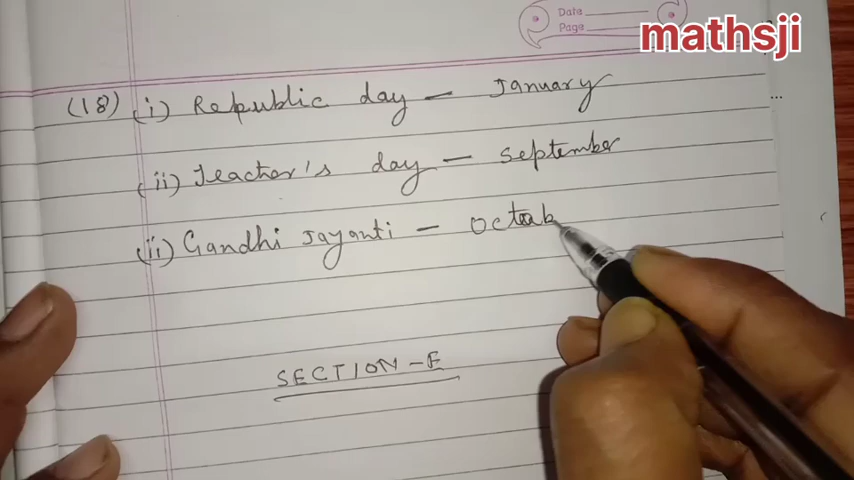 Date
Page
mathsji
(18) (i) Republic day — January
(ii) Teacher's day — September
(ii) Gandhi Jayanti — Octob
SECTION-E